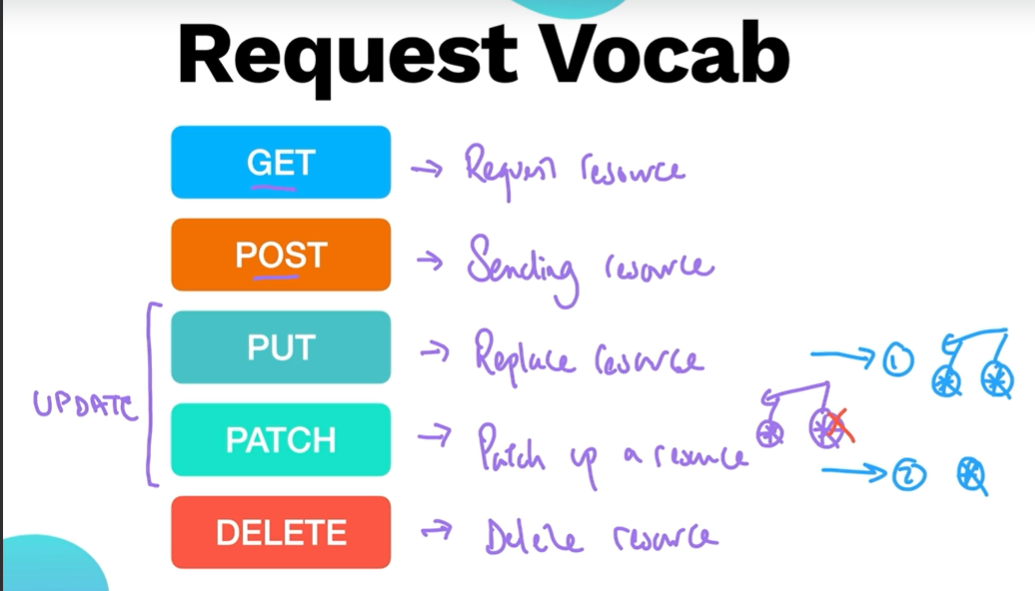 Request Vocab
GET → Request resource
POST → Sending resource
PUT → Replace resource
① 
UPDATE
PATCH → Patch up a resource
②
DELETE → Delete resource